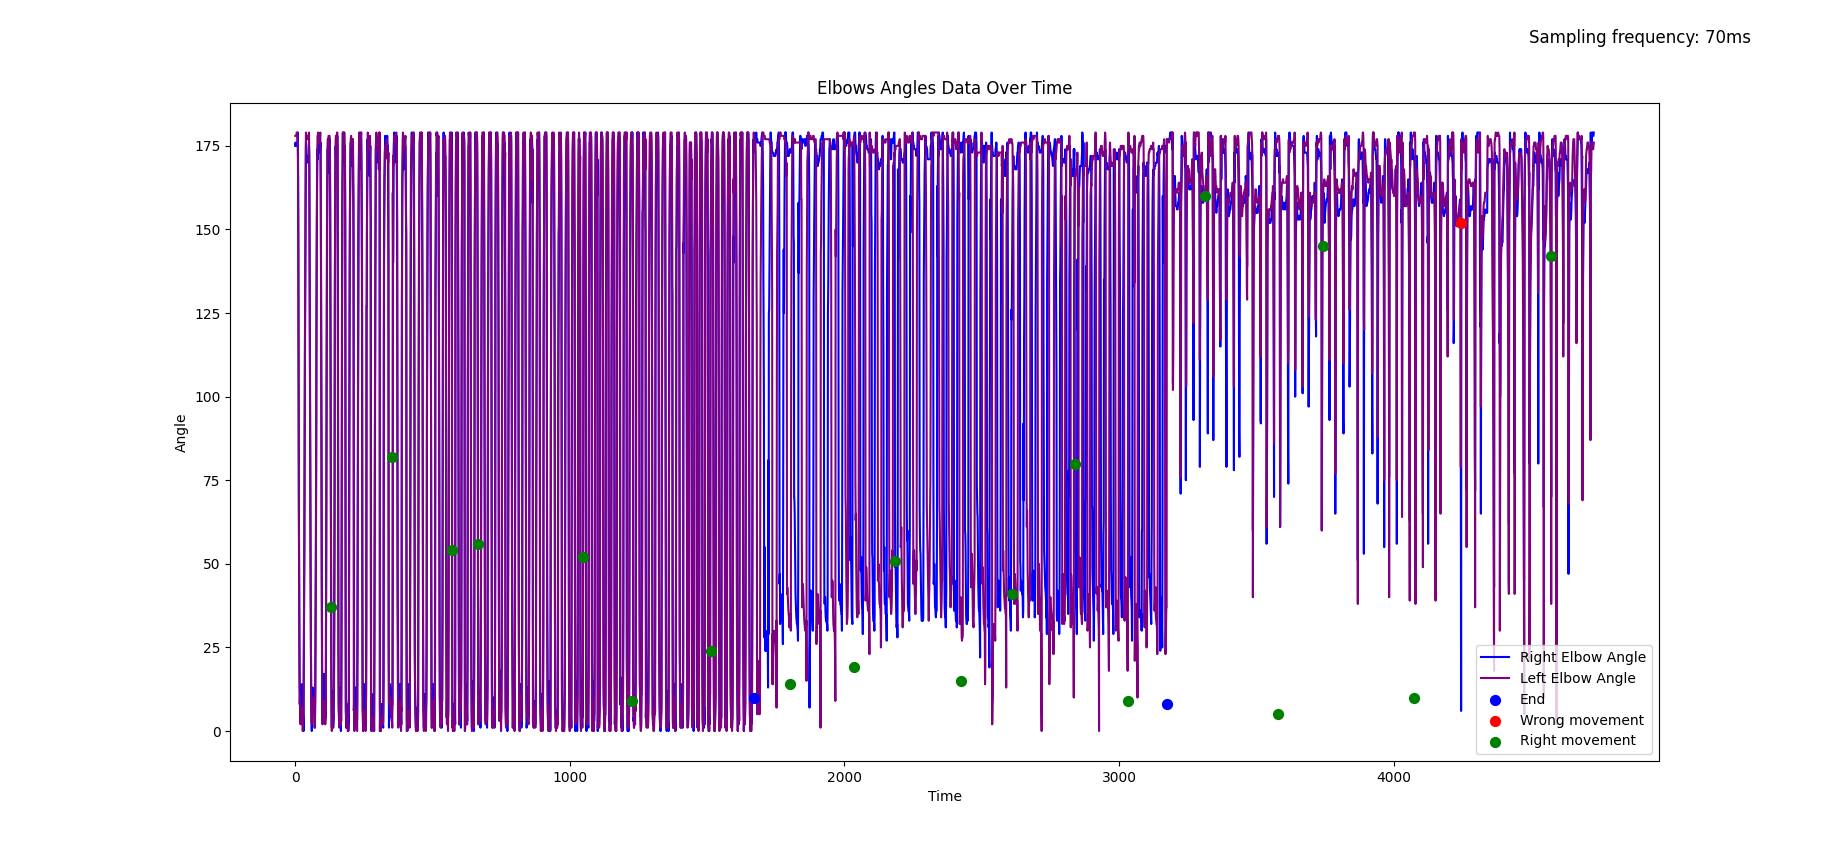 Sampling frequency: 70ms
Elbows Angles Data Over Time
175
150
125
100
75
50
25
0
Angle
0 1000 2000 3000 4000
Time
Right Elbow Angle
Left Elbow Angle
End
Wrong movement
Right movement